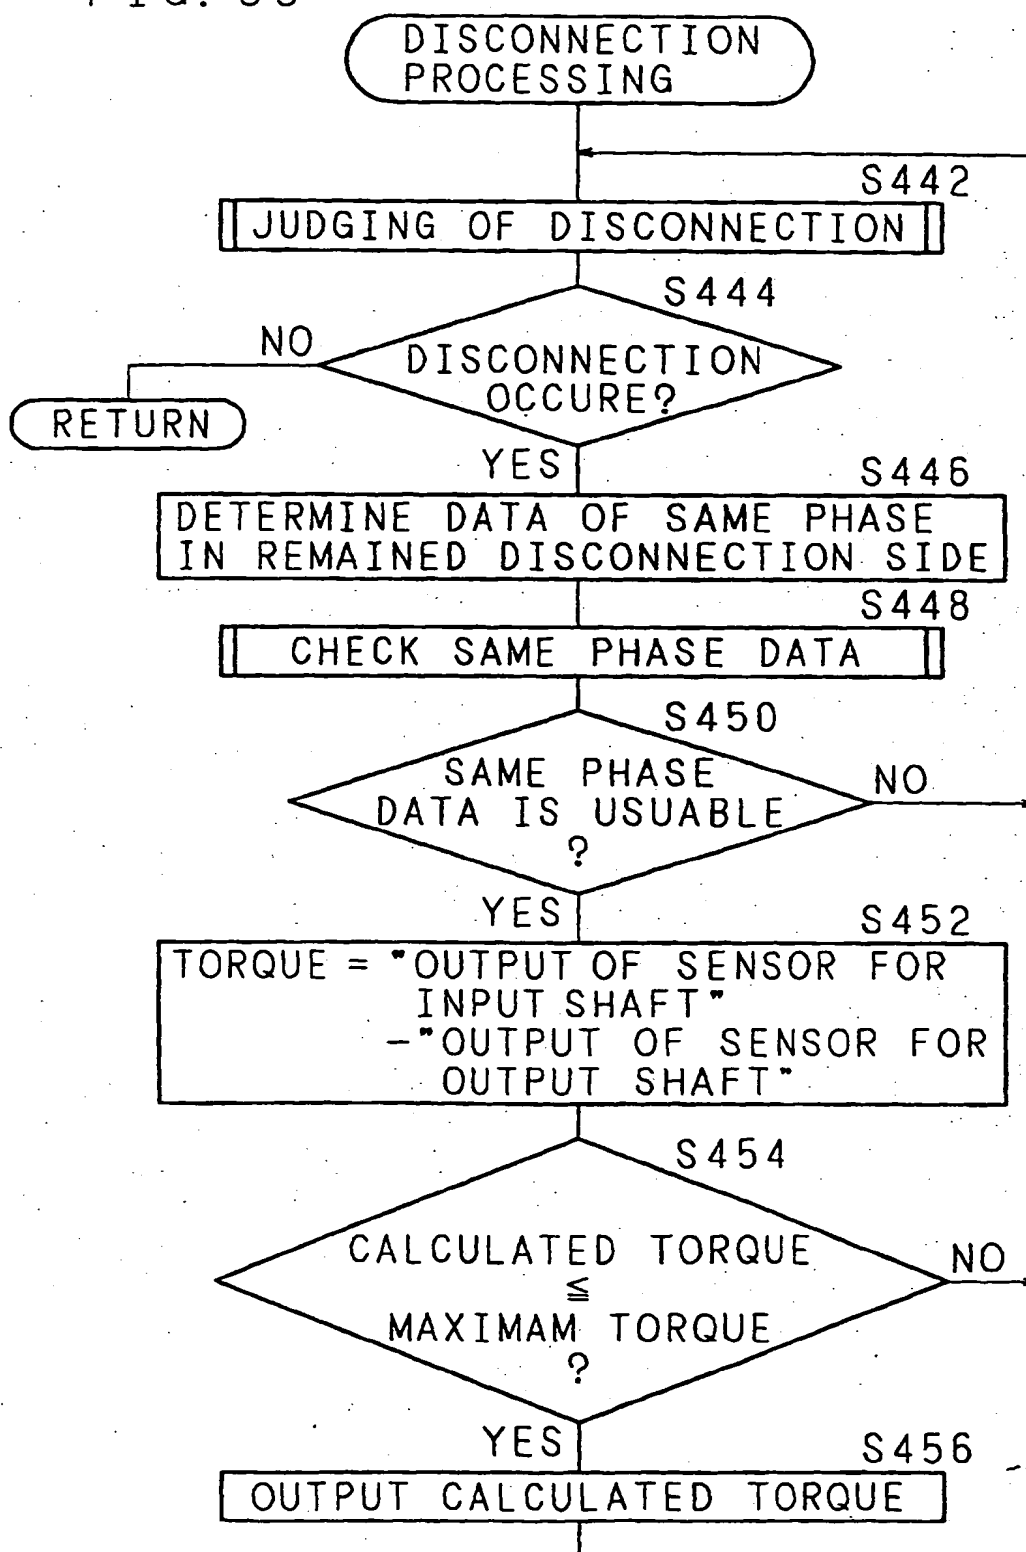 DISCONNECTION
PROCESSING
S442
JUDGING OF DISCONNECTION
S444
NO
DISCONNECTION
OCCURE?
RETURN
YES
S446
DETERMINE DATA OF SAME PHASE
IN REMAINED DISCONNECTION SIDE
S448
CHECK SAME PHASE DATA
S450
SAME PHASE
DATA IS USUABLE
?
NO
YES
S452
TORQUE = "OUTPUT OF SENSOR FOR
INPUT SHAFT"
-"OUTPUT OF SENSOR FOR
OUTPUT SHAFT"
S454
CALCULATED TORQUE
≦
MAXIMAM TORQUE
?
NO
YES
S456
OUTPUT CALCULATED TORQUE